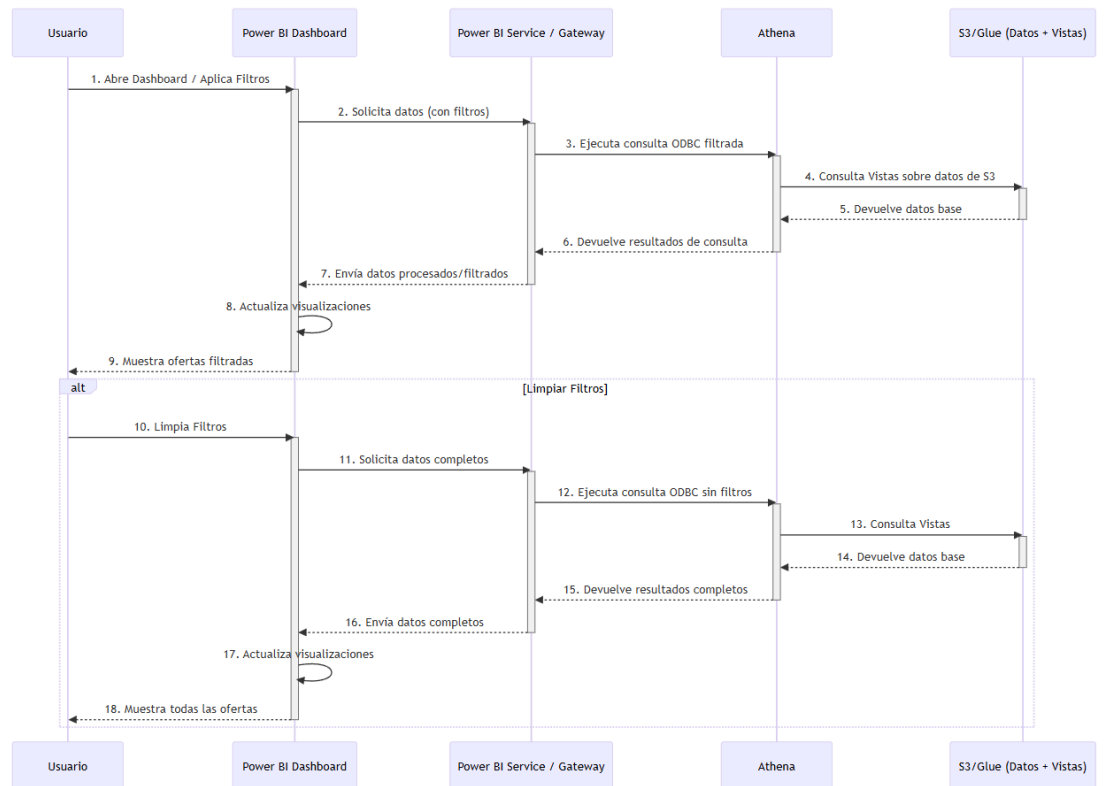 Usuario
Power BI Dashboard
Power BI Service / Gateway
Athena
S3/Glue (Datos + Vistas)
1. Abre Dashboard / Aplica Filtros
2. Solicita datos (con filtros)
3. Ejecuta consulta ODBC filtrada
4. Consulta Vistas sobre datos de S3
5. Devuelve datos base
6. Devuelve resultados de consulta
7. Envía datos procesados/filtrados
8. Actualiza visualizaciones
9. Muestra ofertas filtradas
alt
[Limpiar Filtros]
10. Limpia Filtros
11. Solicita datos completos
12. Ejecuta consulta ODBC sin filtros
13. Consulta Vistas
14. Devuelve datos base
15. Devuelve resultados completos
16. Envía datos completos
17. Actualiza visualizaciones
18. Muestra todas las ofertas
Usuario
Power BI Dashboard
Power BI Service / Gateway
Athena
S3/Glue (Datos + Vistas)